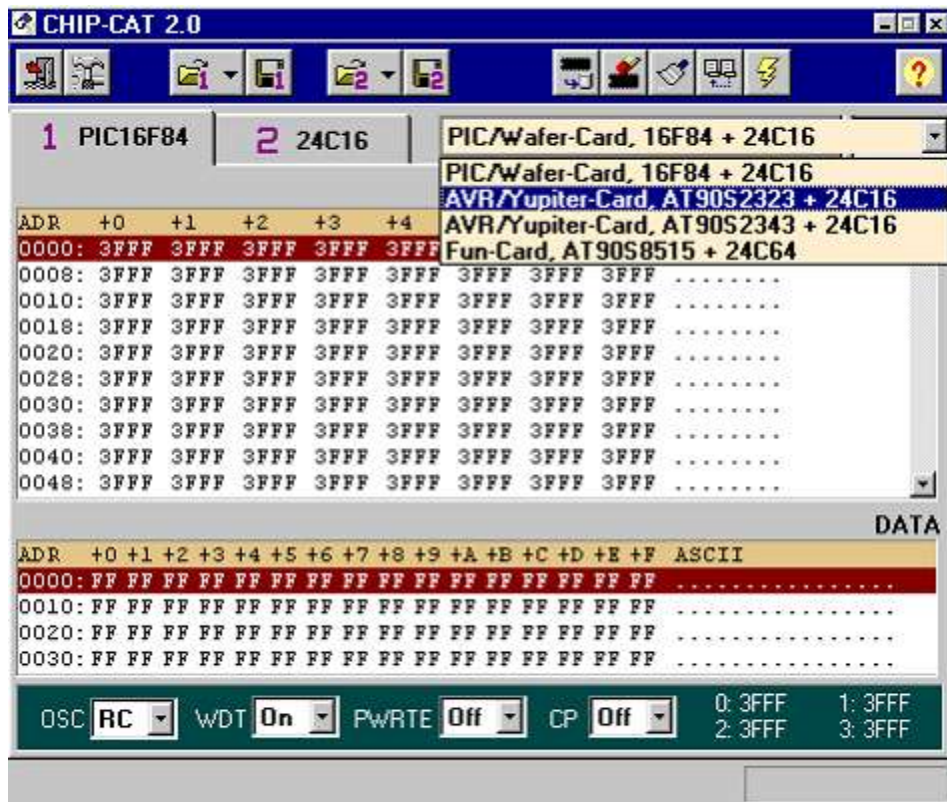 CHIP-CAT 2.0
1 1 2 2 ?
1 PIC16F84 2 24C16 PIC/Wafer-Card, 16F84 + 24C16
PIC/Wafer-Card, 16F84 + 24C16
AVR/Yupiter-Card, AT90S2323 + 24C16
AVR/Yupiter-Card, AT90S2343 + 24C16
Fun-Card, AT90S8515 + 24C64
ADR +0 +1 +2 +3 +4
0000: 3FFF 3FFF 3FFF 3FFF 3FFF
0008: 3FFF 3FFF 3FFF 3FFF 3FFF 3FFF 3FFF 3FFF ........
0010: 3FFF 3FFF 3FFF 3FFF 3FFF 3FFF 3FFF 3FFF ........
0018: 3FFF 3FFF 3FFF 3FFF 3FFF 3FFF 3FFF 3FFF ........
0020: 3FFF 3FFF 3FFF 3FFF 3FFF 3FFF 3FFF 3FFF ........
0028: 3FFF 3FFF 3FFF 3FFF 3FFF 3FFF 3FFF 3FFF ........
0030: 3FFF 3FFF 3FFF 3FFF 3FFF 3FFF 3FFF 3FFF ........
0038: 3FFF 3FFF 3FFF 3FFF 3FFF 3FFF 3FFF 3FFF ........
0040: 3FFF 3FFF 3FFF 3FFF 3FFF 3FFF 3FFF 3FFF ........
0048: 3FFF 3FFF 3FFF 3FFF 3FFF 3FFF 3FFF 3FFF ........
DATA
ADR +0 +1 +2 +3 +4 +5 +6 +7 +8 +9 +A +B +C +D +E +F ASCII
0000: FF FF FF FF FF FF FF FF FF FF FF FF FF FF FF FF ................
0010: FF FF FF FF FF FF FF FF FF FF FF FF FF FF FF FF ................
0020: FF FF FF FF FF FF FF FF FF FF FF FF FF FF FF FF ................
0030: FF FF FF FF FF FF FF FF FF FF FF FF FF FF FF FF ................
OSC RC WDT On PWRTE Off CP Off 0: 3FFF 1: 3FFF
2: 3FFF 3: 3FFF